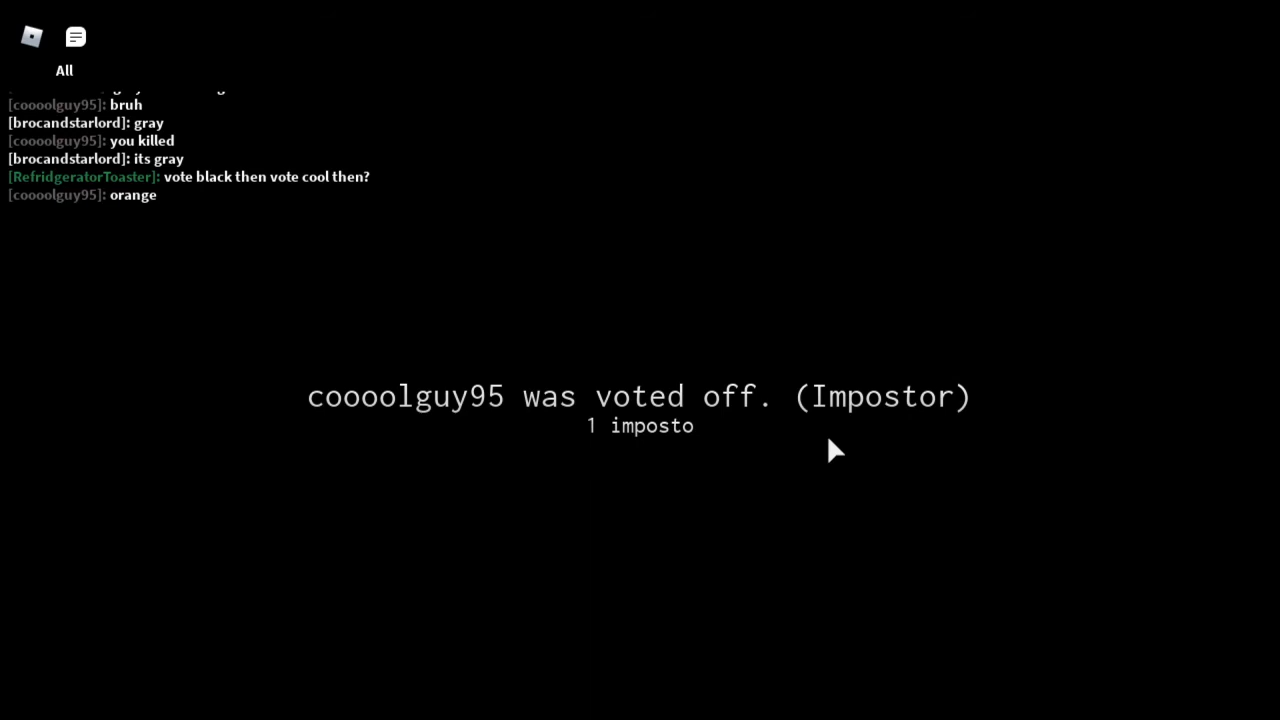 All
[coooolguy95]: bruh
[brocandstarlord]: gray
[coooolguy95]: you killed
[brocandstarlord]: its gray
[RefridgeratorToaster]: vote black then vote cool then?
[coooolguy95]: orange
coooolguy95 was voted off. (Impostor)
1 imposto